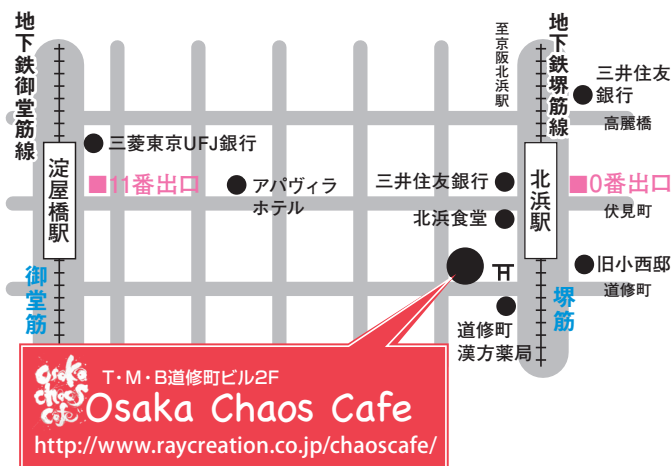 地下鉄御堂筋線
至京阪北浜駅
地下鉄堺筋線
三井住友
銀行
高麗橋
三菱東京UFJ銀行
淀屋橋駅
■11番出口
アパヴィラ
ホテル
三井住友銀行
北浜食堂
北浜駅
■0番出口
伏見町
旧小西邸
道修町
御堂筋
堺筋
道修町
漢方薬局
Osaka
chaos
Cafe
T・M・B道修町ビル2F
Osaka Chaos Cafe
http://www.raycreation.co.jp/chaoscafe/